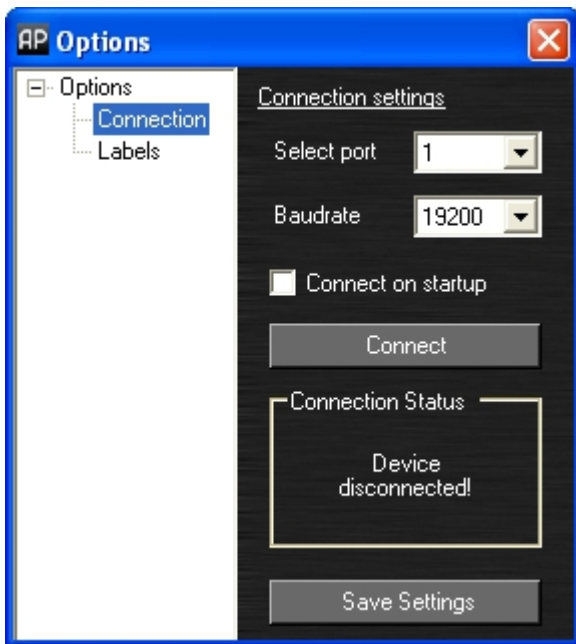 AP Options
Options
Connection
Labels
Connection settings
Select port 1
Baudrate 19200
Connect on startup
Connect
Connection Status
Device
disconnected!
Save Settings